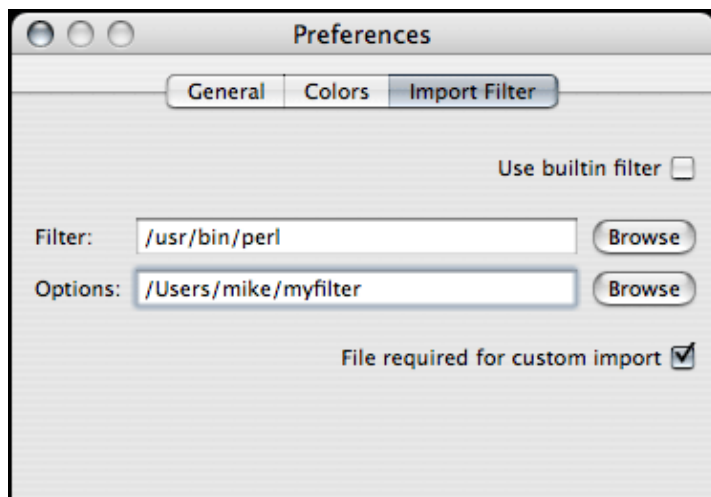 Preferences
General Colors Import Filter
Use builtin filter
Filter: /usr/bin/perl Browse
Options: /Users/mike/myfilter Browse
File required for custom import